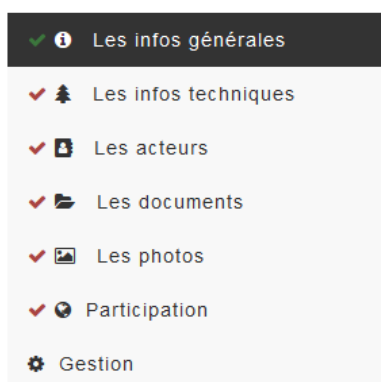 Les infos générales
Les infos techniques
Les acteurs
Les documents
Les photos
Participation
Gestion